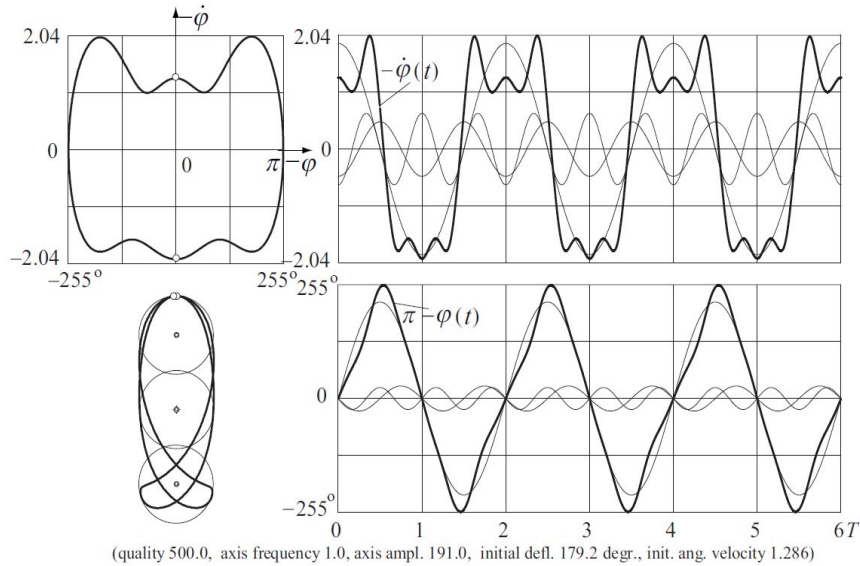 −φ̇
2.04
0
−2.04
−255°
0
π −φ
255°
2.04
0
−2.04
−φ̇(t)
255°
0
−255°
π −φ(t)
0 1 2 3 4 5 6T
(quality 500.0, axis frequency 1.0, axis ampl. 191.0, initial defl. 179.2 degr., init. ang. velocity 1.286)